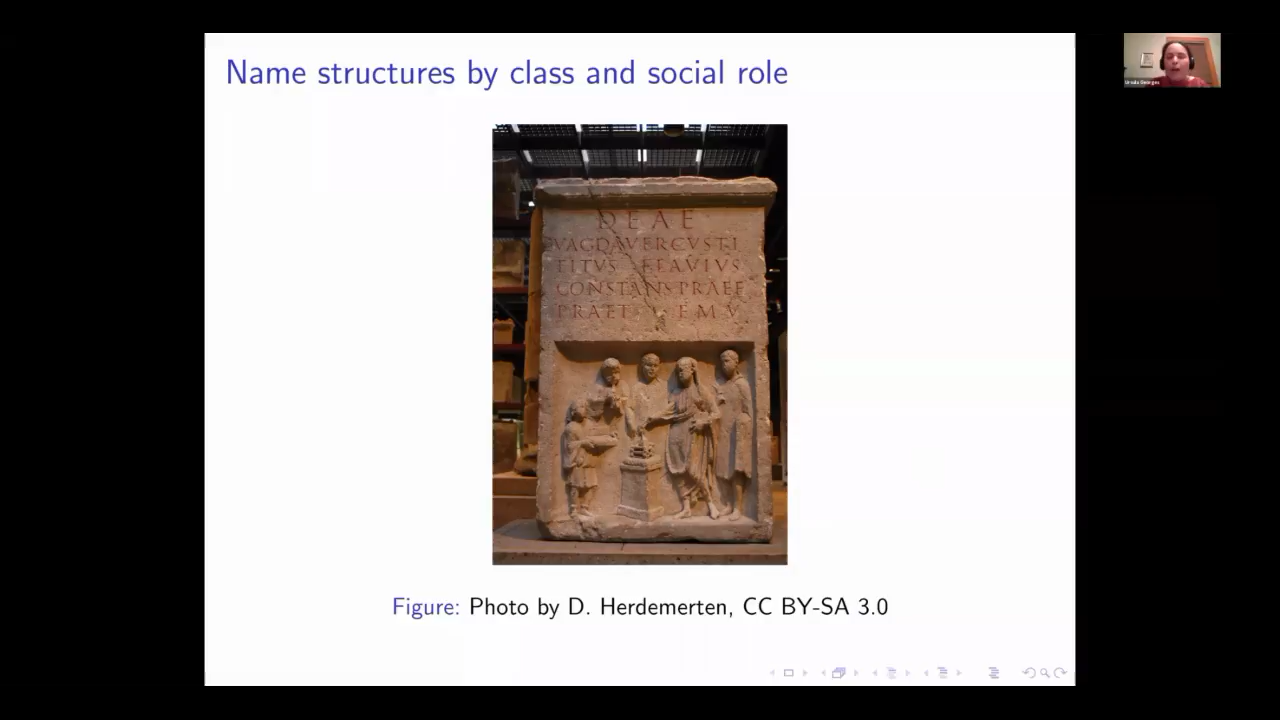 Name structures by class and social role
DEAE
VAGDAVERCVSTI
TITVS FLAVIVS
CONSTANS PRAEF
PRAET EMV
Figure: Photo by D. Herdemerten, CC BY-SA 3.0